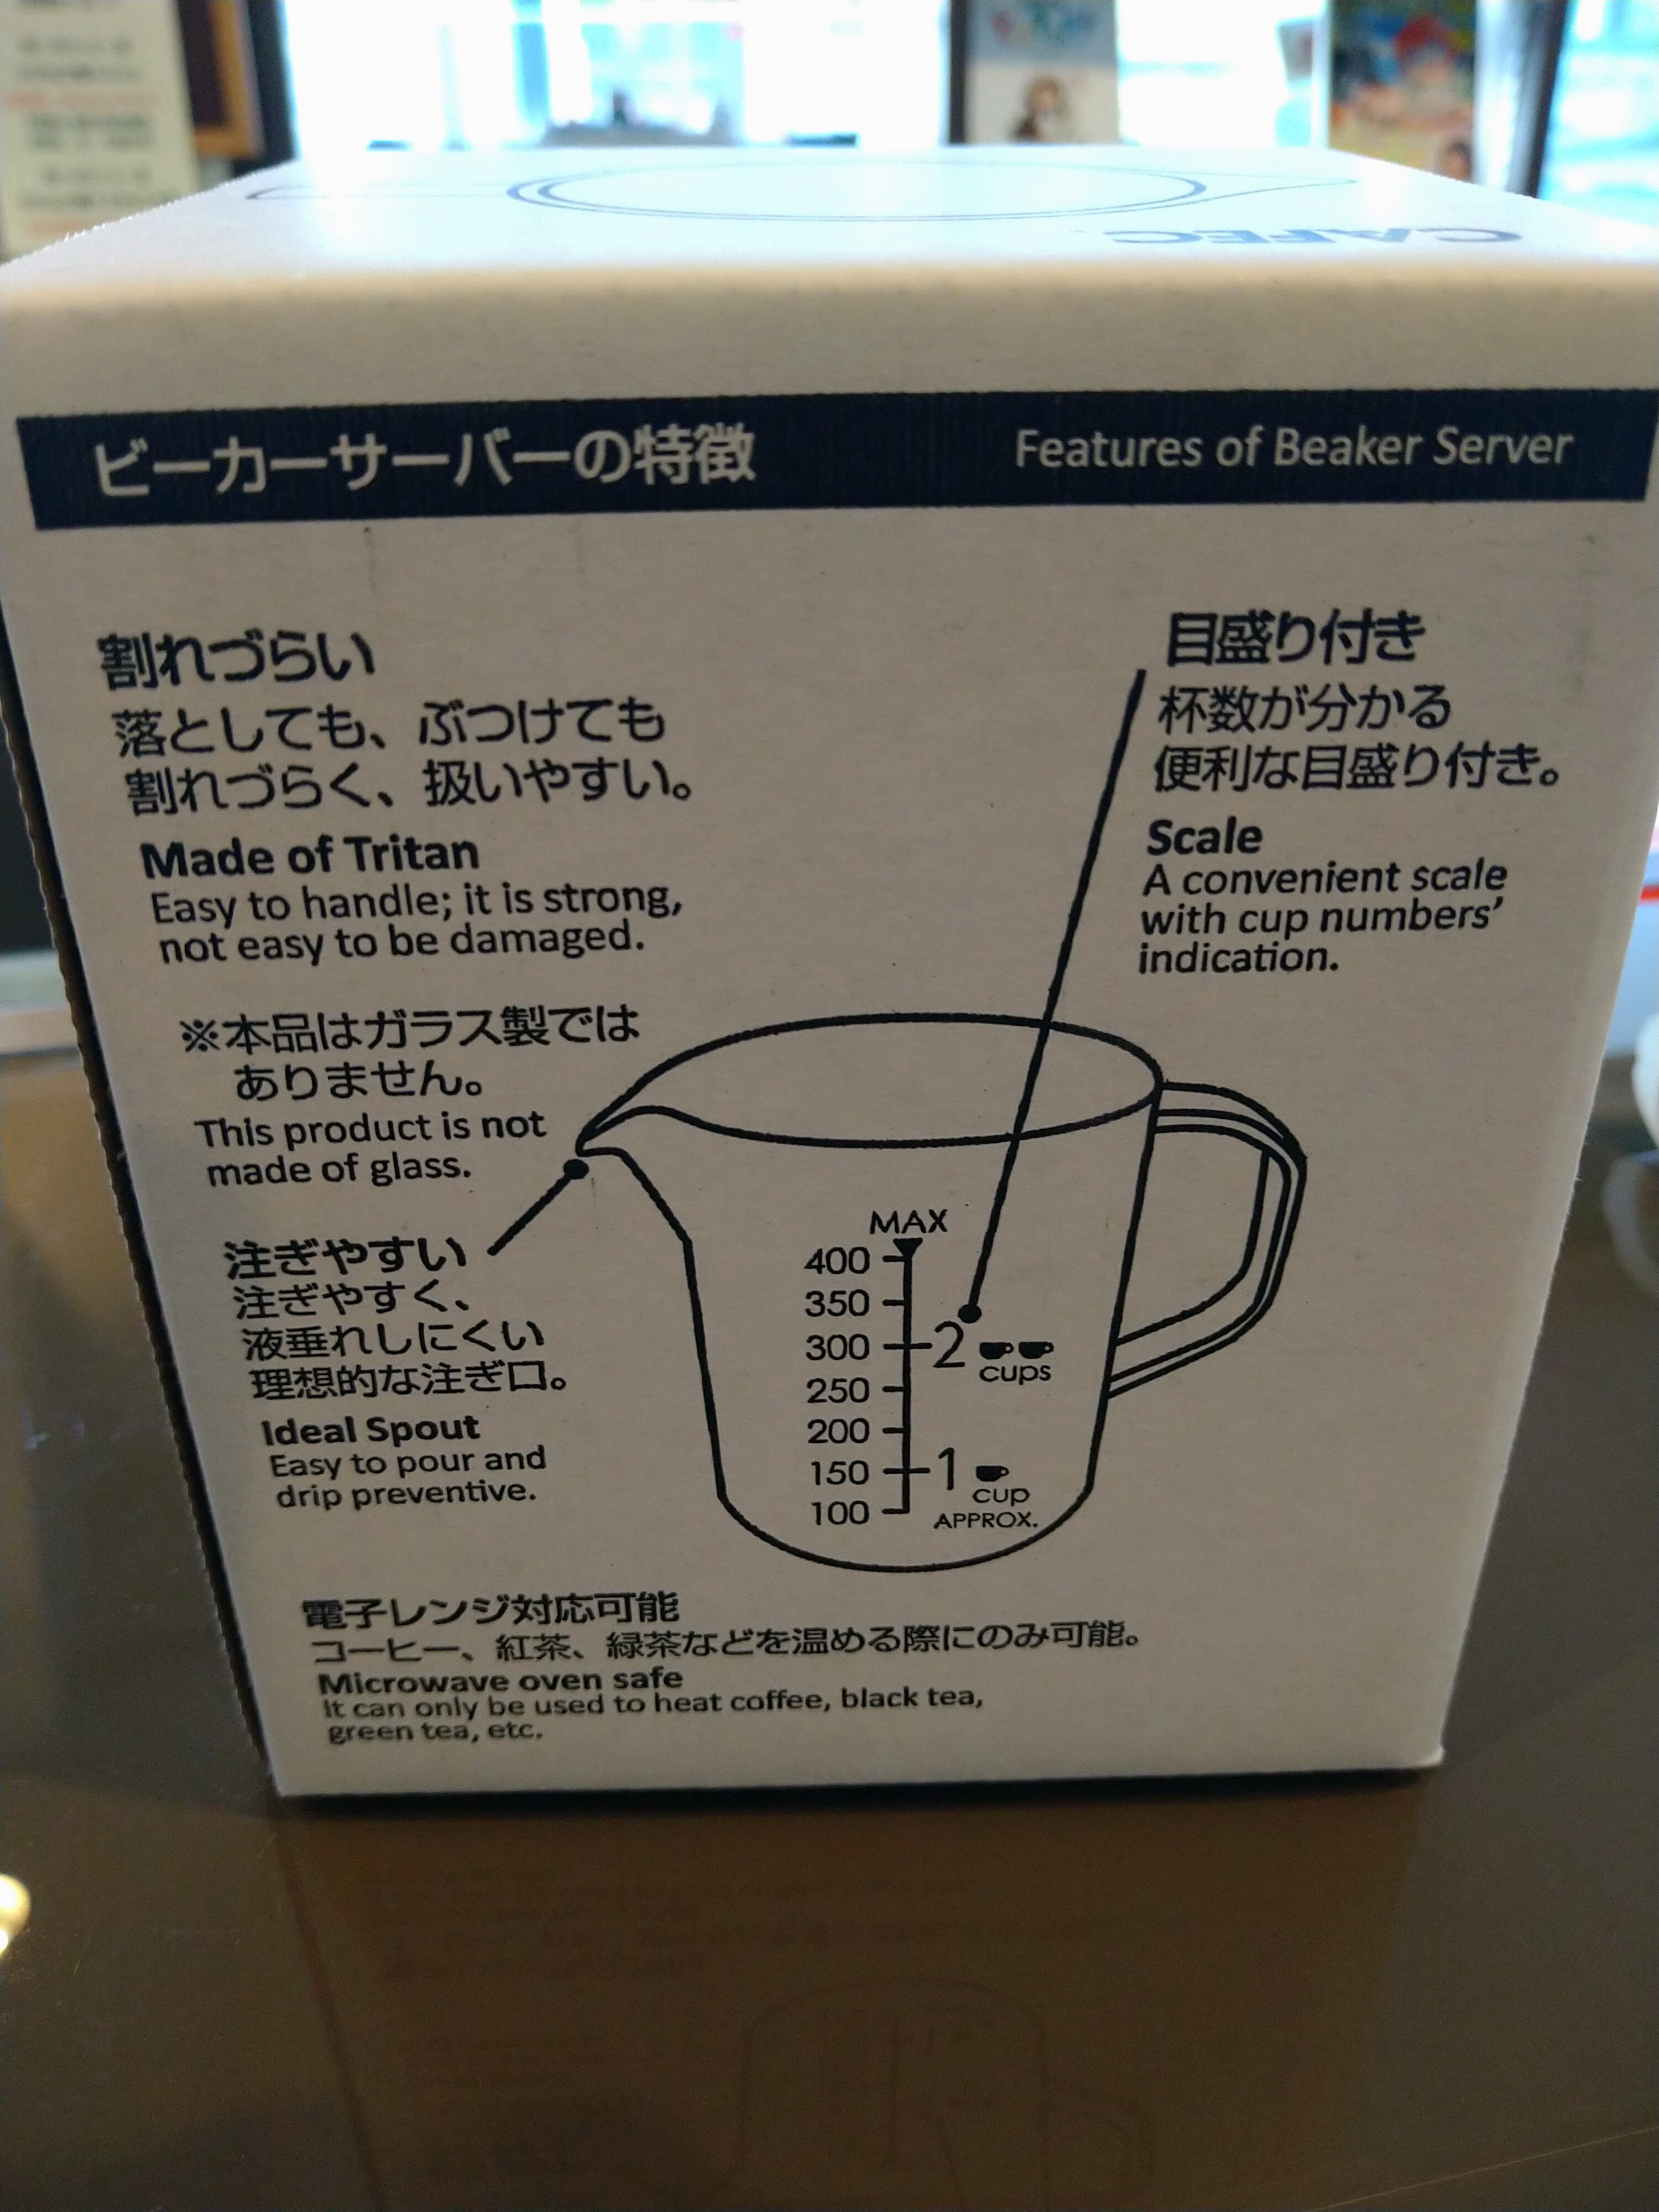 CAFEC
ビーカーサーバーの特徴
Features of Beaker Server
割れづらい
落としても、ぶつけても
割れづらく、扱いやすい。
Made of Tritan
Easy to handle; it is strong,
not easy to be damaged.
※本品はガラス製では
ありません。
This product is not
made of glass.
目盛り付き
杯数が分かる
便利な目盛り付き。
Scale
A convenient scale
with cup numbers'
indication.
注ぎやすい
注ぎやすく、
液垂れしにくい
理想的な注ぎ口。
Ideal Spout
Easy to pour and
drip preventive.
MAX
400
350
300 2
cups
250
200
150 1
cup
100 APPROX.
電子レンジ対応可能
コーヒー、紅茶、緑茶などを温める際にのみ可能。
Microwave oven safe
It can only be used to heat coffee, black tea,
green tea, etc.